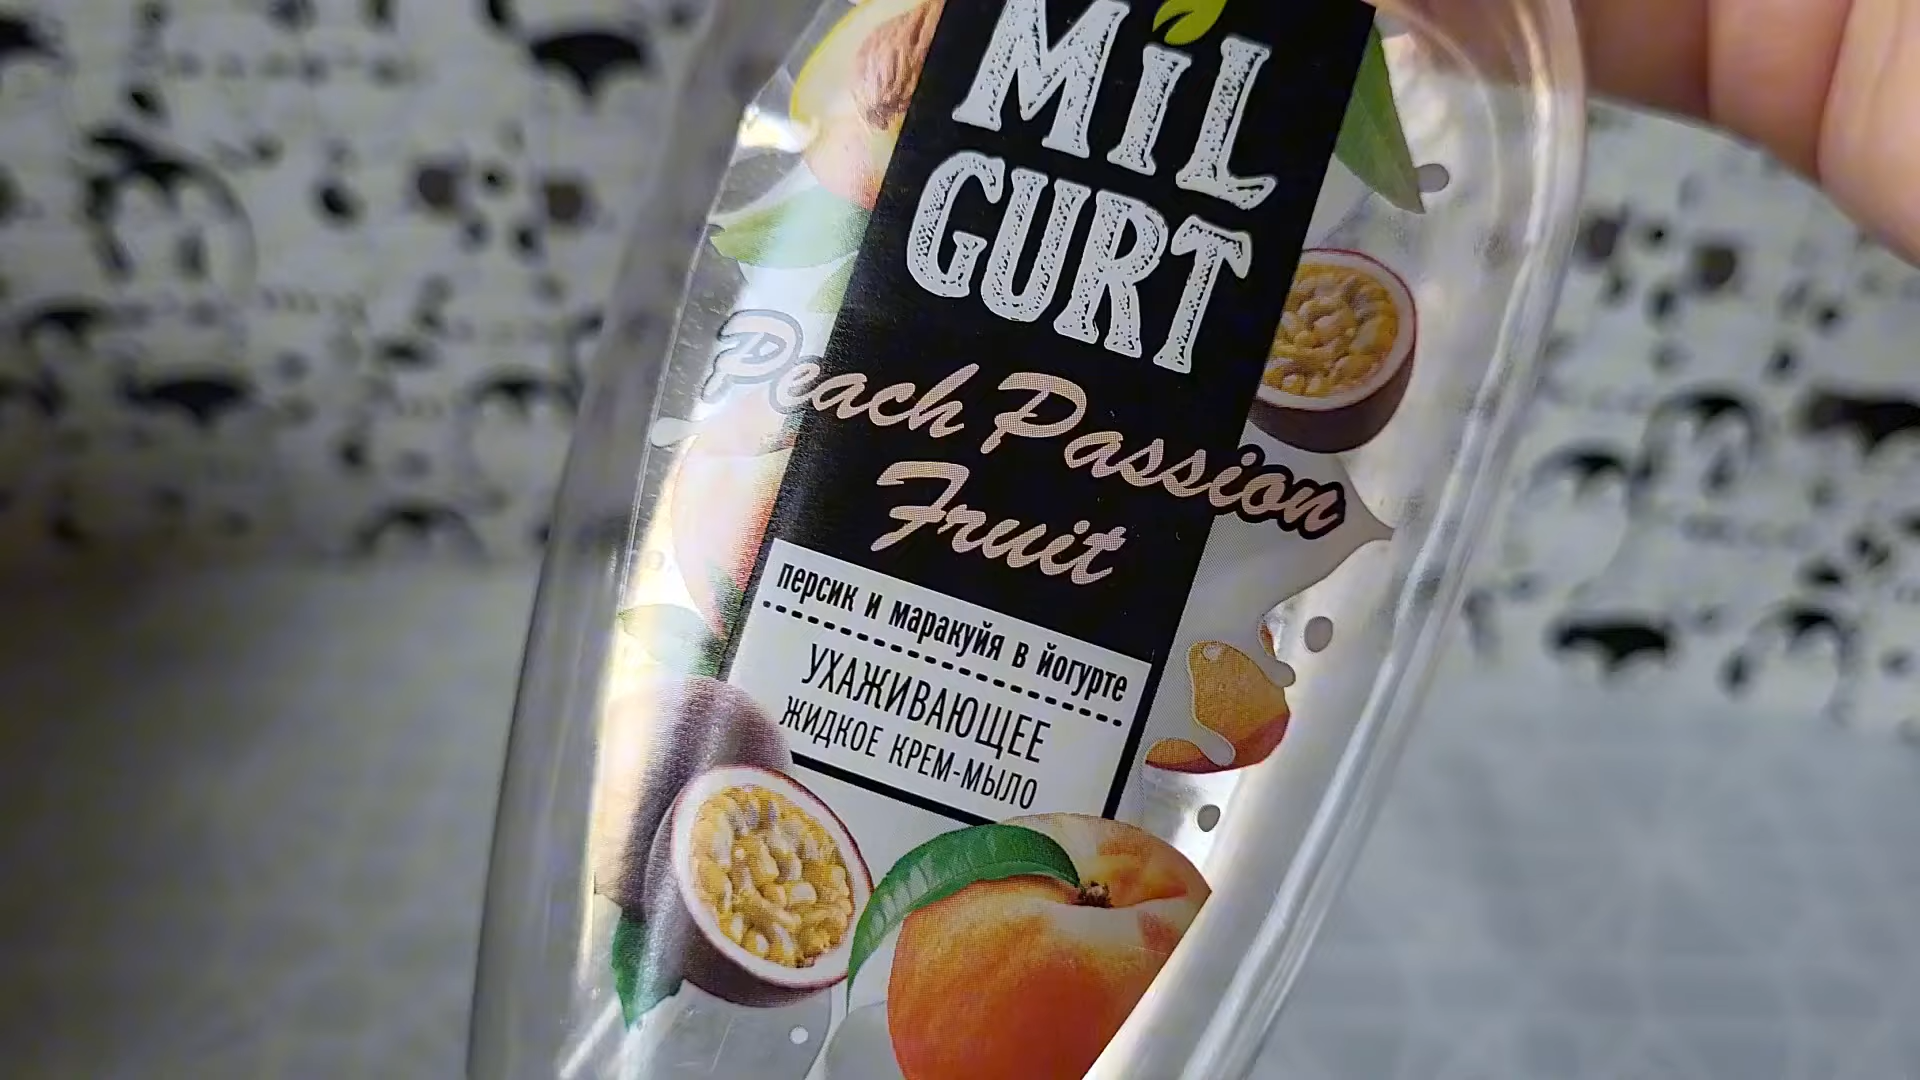 MiL
GURT
Peach Passion
Fruit
персик и маракуйя в йогурте
УХАЖИВАЮЩЕЕ
ЖИДКОЕ КРЕМ-МЫЛО